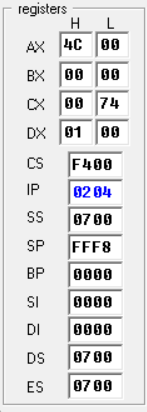 registers
H L
AX 4C 00
BX 00 00
CX 00 74
DX 01 00
CS F400
IP 0204
SS 0700
SP FFF8
BP 0000
SI 0000
DI 0000
DS 0700
ES 0700